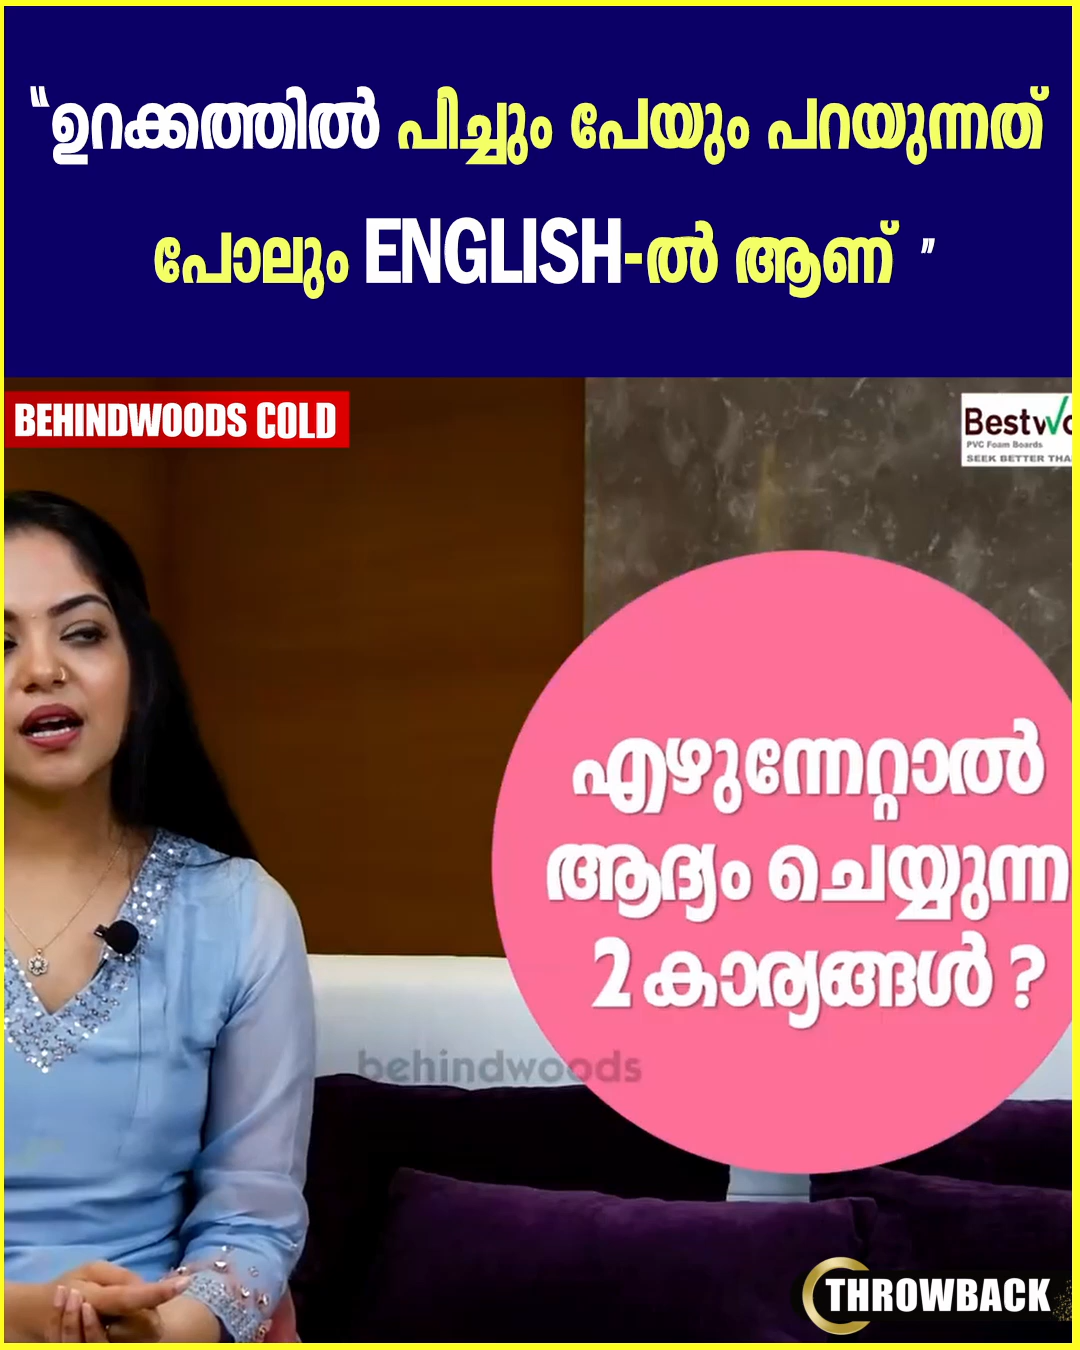 "ഉറക്കത്തിൽ പിച്ചും പേയും പറയുന്നത്
പോലും ENGLISH-ൽ ആണ് "
BEHINDWOODS COLD
Bestwo
PVC Foam Boards
SEEK BETTER THA
എഴുന്നേറ്റാൽ
ആദ്യം ചെയ്യുന്ന
2 കാര്യങ്ങൾ ?
behindwoods
THROWBACK